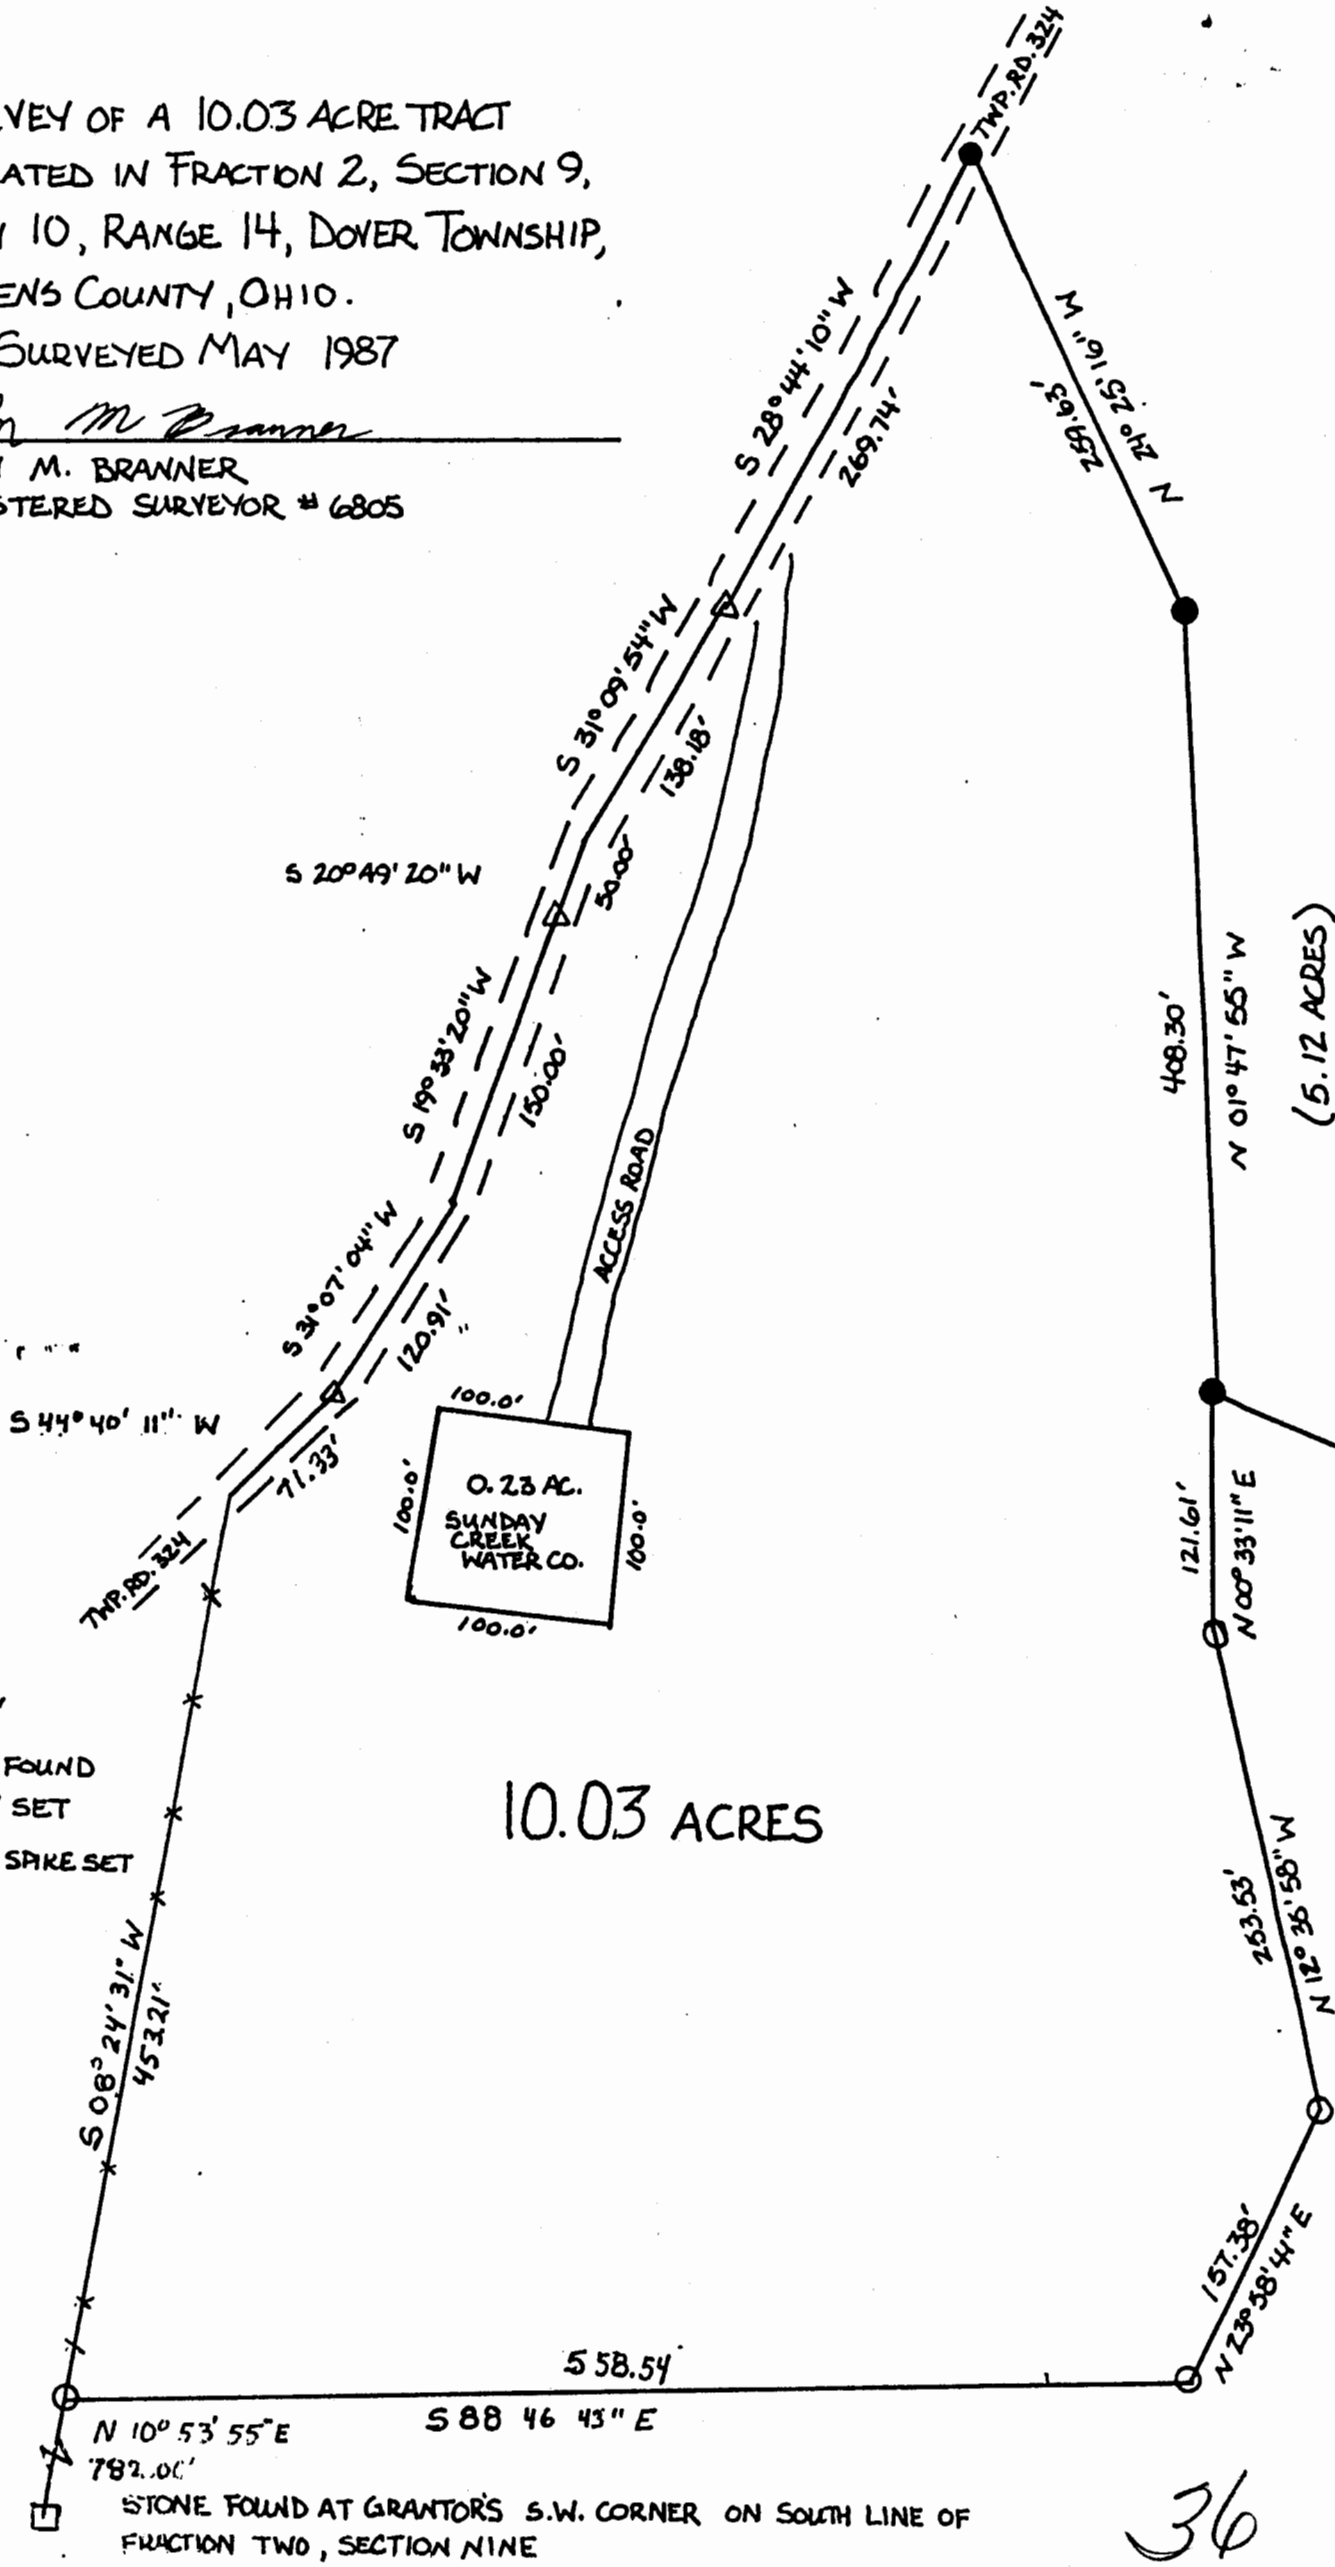 VEY OF A 10.03 ACRE TRACT
ATED IN FRACTION 2, SECTION 9,
10, RANGE 14, DOVER TOWNSHIP,
ENS COUNTY, OHIO.
SURVEYED MAY 1987
M Branner
M. BRANNER
STERED SURVEYOR # 6805
TWP. RD. 324
S 28° 44' 10" W
269.74'
N 24° 25' 16" W
259.63'
S 31° 09' 54" W
138.18'
S 20° 49' 20" W
50.00'
S 19° 33' 20" W
150.00'
408.30'
N 01° 47' 55" W
(5.12 ACRES)
ACCESS ROAD
S 31° 07' 04" W
120.91'
S 44° 40' 11" W
71.33'
TWP. RD. 324
100.0'
100.0'
100.0'
100.0'
0.23 AC.
SUNDAY
CREEK
WATER CO.
121.61'
N 00° 33' 11" E
FOUND
SET
SPIKE SET
10.03 ACRES
253.53'
N 12° 35' 58" W
S 08° 24' 31" W
453.21'
157.38'
N 23° 58' 41" E
558.54'
S 88 46 43" E
N 10° 53' 55" E
782.00'
STONE FOUND AT GRANTOR'S S.W. CORNER ON SOUTH LINE OF
FRACTION TWO, SECTION NINE
36